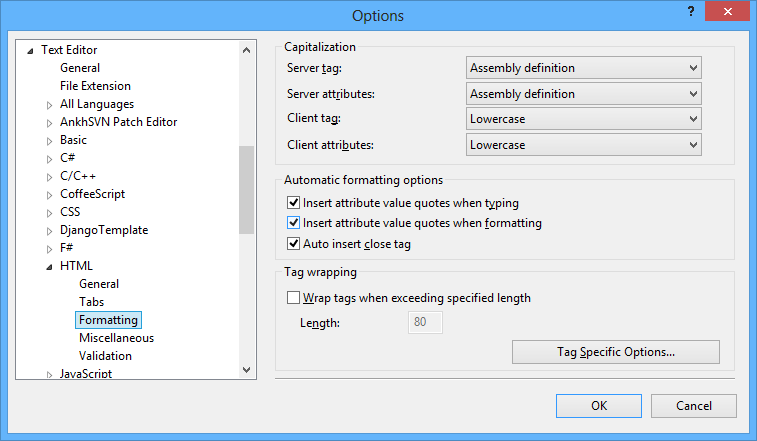 Options
Text Editor
General
File Extension
All Languages
AnkhSVN Patch Editor
Basic
C#
C/C++
CoffeeScript
CSS
DjangoTemplate
F#
HTML
General
Tabs
Formatting
Miscellaneous
Validation
JavaScript
Capitalization
Server tag: Assembly definition
Server attributes: Assembly definition
Client tag: Lowercase
Client attributes: Lowercase
Automatic formatting options
Insert attribute value quotes when typing
Insert attribute value quotes when formatting
Auto insert close tag
Tag wrapping
Wrap tags when exceeding specified length
Length: 80
Tag Specific Options...
OK Cancel